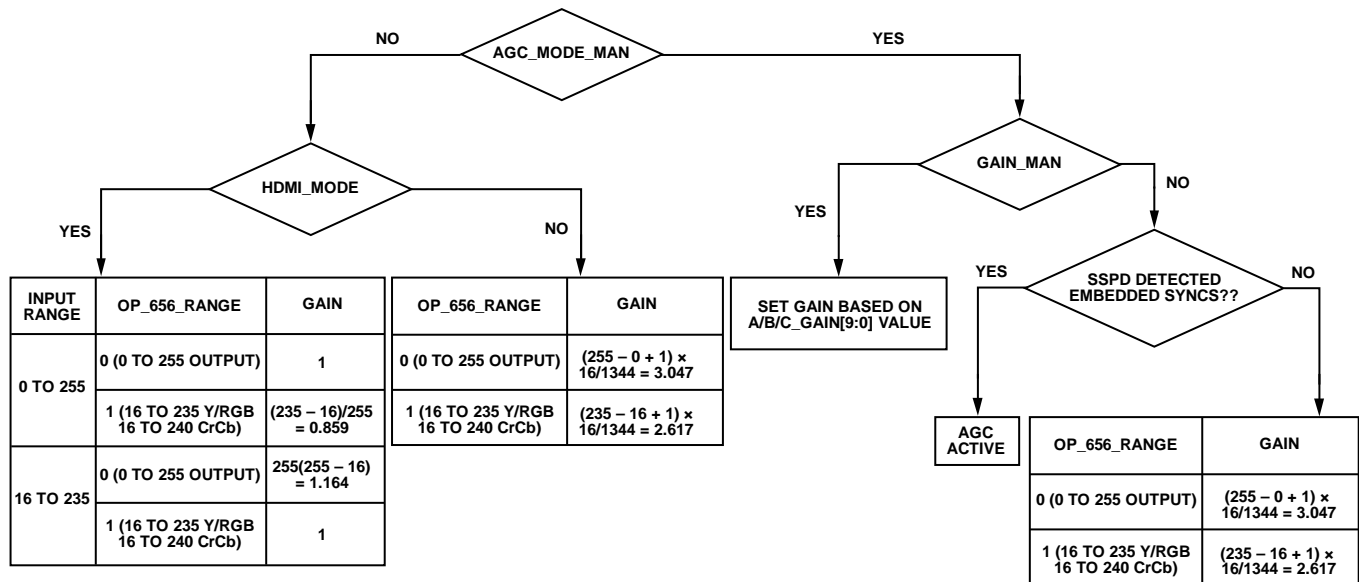 NO
AGC_MODE_MAN
YES
HDMI_MODE
YES
NO
GAIN_MAN
YES
NO
SSPD DETECTED
EMBEDDED SYNCS??
YES
NO
INPUT
RANGE
OP_656_RANGE
GAIN
0 TO 255
0 (0 TO 255 OUTPUT)
1
1 (16 TO 235 Y/RGB
16 TO 240 CrCb)
(235 – 16)/255
= 0.859
16 TO 235
0 (0 TO 255 OUTPUT)
255(255 – 16)
= 1.164
1 (16 TO 235 Y/RGB
16 TO 240 CrCb)
1
OP_656_RANGE
GAIN
0 (0 TO 255 OUTPUT)
(255 – 0 + 1) ×
16/1344 = 3.047
1 (16 TO 235 Y/RGB
16 TO 240 CrCb)
(235 – 16 + 1) ×
16/1344 = 2.617
SET GAIN BASED ON
A/B/C_GAIN[9:0] VALUE
AGC
ACTIVE
OP_656_RANGE
GAIN
0 (0 TO 255 OUTPUT)
(255 – 0 + 1) ×
16/1344 = 3.047
1 (16 TO 235 Y/RGB
16 TO 240 CrCb)
(235 – 16 + 1) ×
16/1344 = 2.617